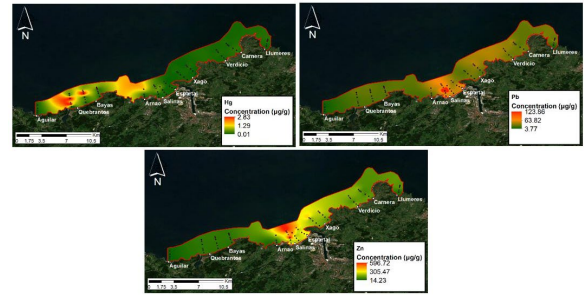 N
Aguilar
Quebrantos
Bayas
Arnao
Salinas
Espartal
Xagó
Verdicio
Carnera
Llumeres
Hg
Concentration (µg/g)
2.83
1.29
0.01
Km
0 1.75 3.5 7 10.5
N
Aguilar
Quebrantos
Bayas
Arnao
Salinas
Espartal
Xago
Verdicio
Carnera
Llumeres
Pb
Concentration (µg/g)
123.86
63.82
3.77
Km
0 1.75 3.5 7 10.5
N
Aguilar
Quebrantos
Bayas
Arnao
Salinas
Espartal
Xago
Verdicio
Carnera
Llumeres
Zn
Concentration (µg/g)
596.72
305.47
14.23
Km
0 1.75 3.5 7 10.5